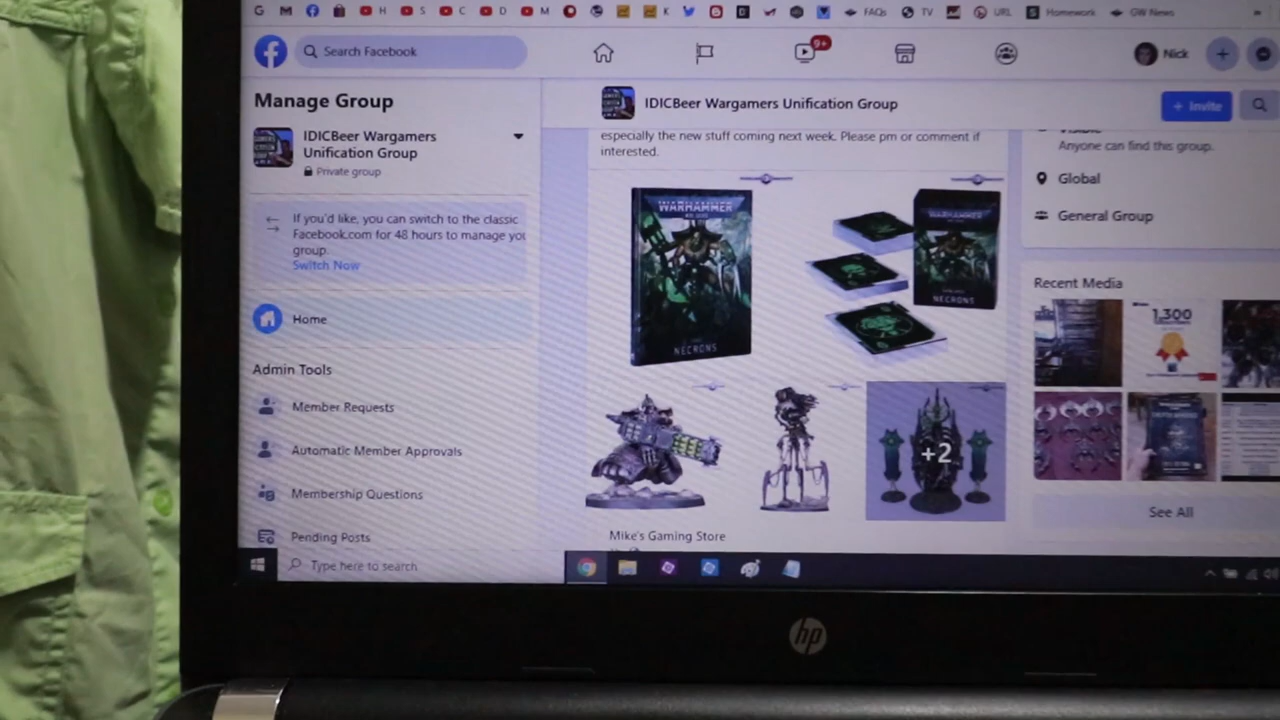 H
S
C
D
M
K
FAQs
TV
URL
Homework
GW News
Search Facebook
9+
Nick
Manage Group
IDICBeer Wargamers Unification Group
+ Invite
IDICBeer Wargamers
Unification Group
Private group
If you'd like, you can switch to the classic
Facebook.com for 48 hours to manage you
group.
Switch Now
Home
Admin Tools
Member Requests
Automatic Member Approvals
Membership Questions
Pending Posts
especially the new stuff coming next week. Please pm or comment if
interested.
WARHAMMER
NECRONS
WARHAMMER
NECRONS
+2
Mike's Gaming Store
Visible
Anyone can find this group.
Global
General Group
Recent Media
1,300
See All
Type here to search
hp